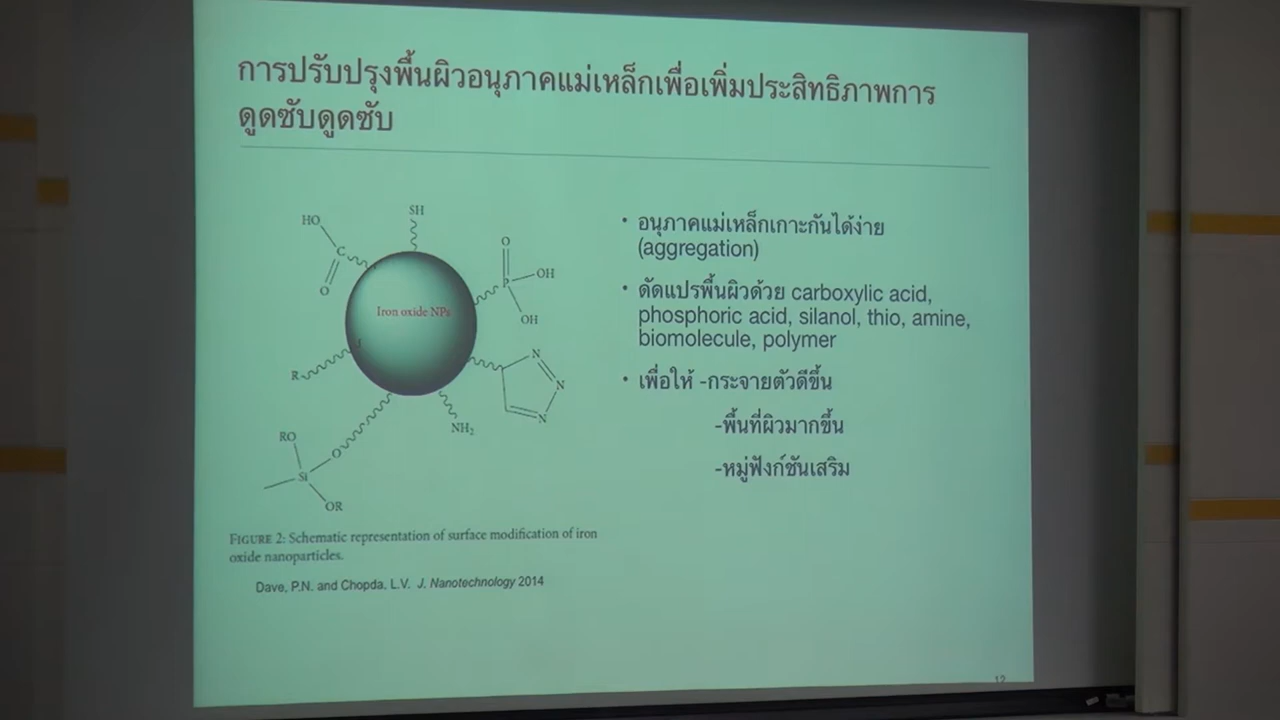 การปรับปรุงพื้นผิวอนุภาคแม่เหล็กเพื่อเพิ่มประสิทธิภาพการ
ดูดซับดูดซับ
SH
HO
C
O
O
P
OH
OH
Iron oxide NPs
R
N
N
N
NH₂
RO
O
Si
OR
FIGURE 2: Schematic representation of surface modification of iron
oxide nanoparticles.
Dave, P.N. and Chopda, L.V. J. Nanotechnology 2014
• อนุภาคแม่เหล็กเกาะกันได้ง่าย
(aggregation)
• ดัดแปรพื้นผิวด้วย carboxylic acid,
phosphoric acid, silanol, thio, amine,
biomolecule, polymer
• เพื่อให้ -กระจายตัวดีขึ้น
-พื้นที่ผิวมากขึ้น
-หมู่ฟังก์ชันเสริม
12